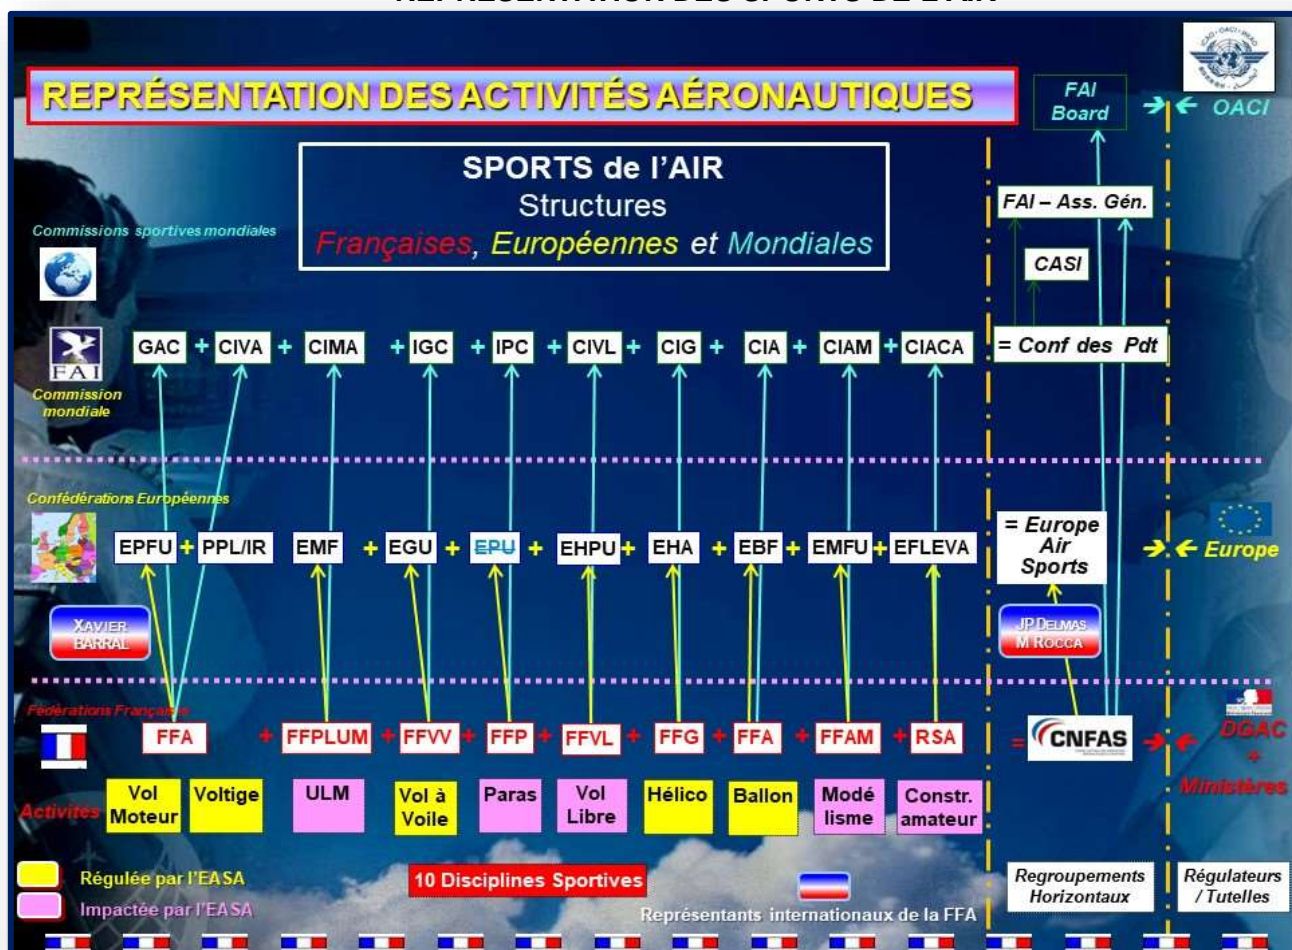 REPRÉSENTATION DES SPORTS DE L'AIR
REPRÉSENTATION DES ACTIVITÉS AÉRONAUTIQUES
FAI
Board
OACI
SPORTS de l'AIR
Structures
Françaises, Européennes et Mondiales
FAI – Ass. Gén.
Commissions sportives mondiales
CASI
FAI
GAC + CIVA + CIMA + IGC + IPC + CIVL + CIG + CIA + CIAM + CIACA = Conf des Pdt
Commission
mondiale
Confédérations Européennes
EPFU + PPL/IR EMF + EGU + EPU + EHPU + EHA + EBF + EMFU + EFLEVA
= Europe
Air
Sports
Europe
XAVIER
BARRAL
JP DELMAS
M ROCCA
Fédérations Françaises
FFA + FFPLUM + FFVV + FFP + FFVL + FFG + FFA + FFAM + RSA = CNFAS
DGAC
+
Ministères
Activités
Vol
Moteur
Voltige
ULM
Vol à
Voile
Paras
Vol
Libre
Hélico
Ballon
Modé
lisme
Constr.
amateur
Régulée par l'EASA
Impactée par l'EASA
10 Disciplines Sportives
Représentants internationaux de la FFA
Regroupements
Horizontaux
Régulateurs
/ Tutelles